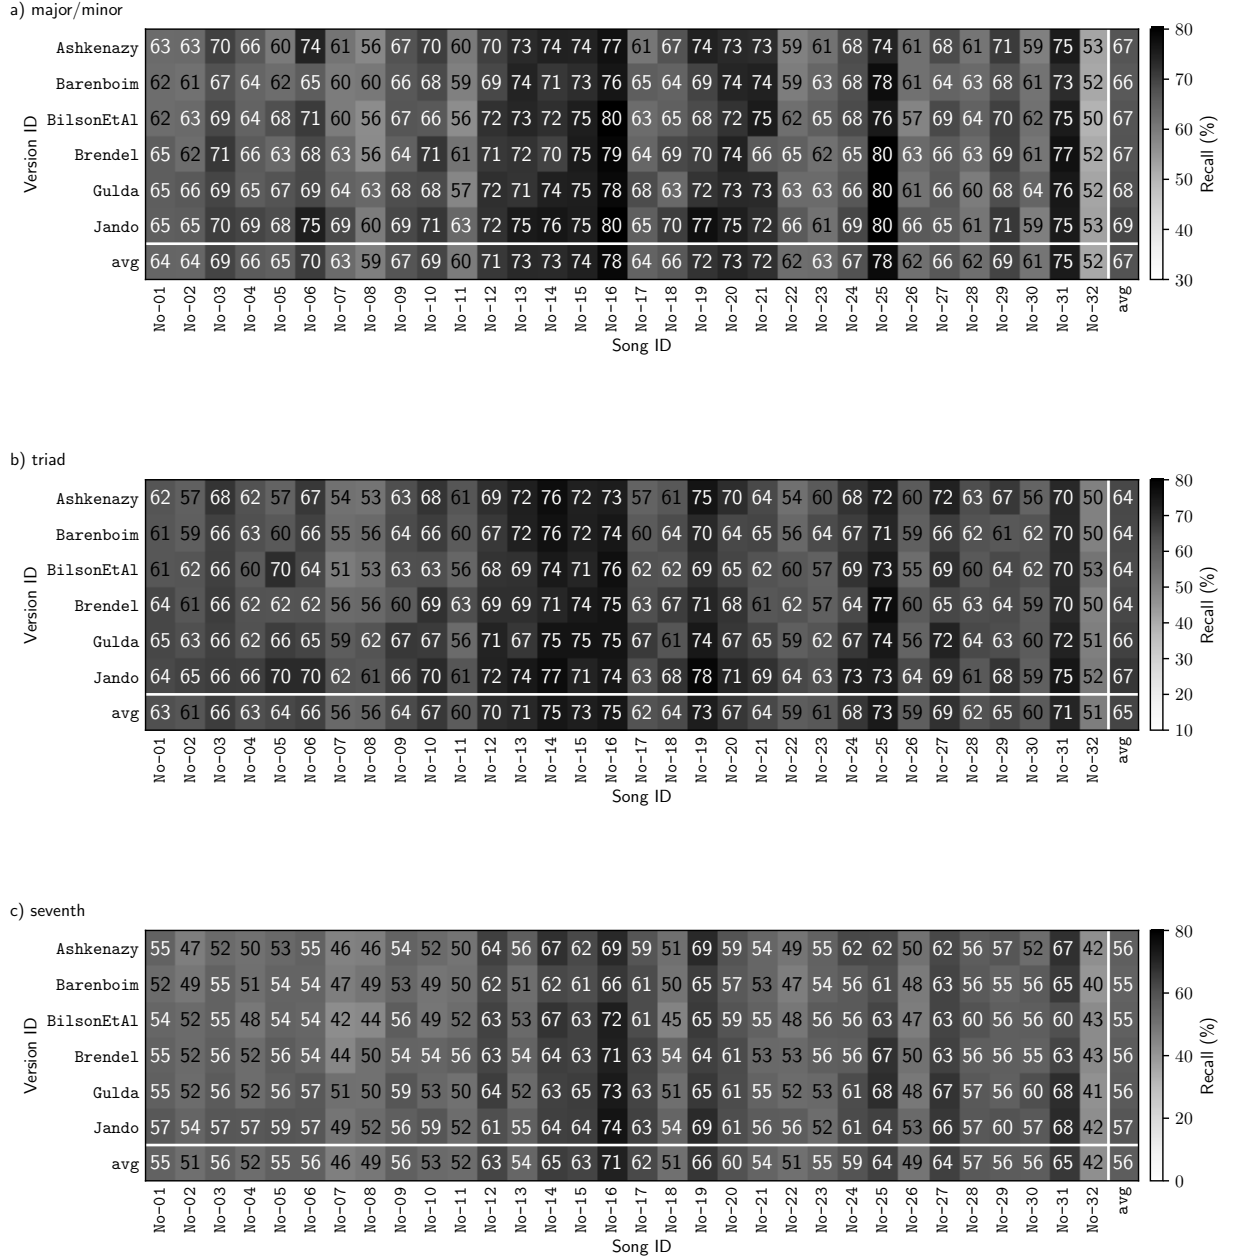 a) major/minor
Ashkenazy 63 63 70 66 60 74 61 56 67 70 60 70 73 74 74 77 61 67 74 73 73 59 61 68 74 61 68 61 71 59 75 53 67
Barenboim 62 61 67 64 62 65 60 60 66 68 59 69 74 71 73 76 65 64 69 74 74 59 63 68 78 61 64 63 68 61 73 52 66
BilsonEtAl 62 63 69 64 68 71 60 56 67 66 56 72 73 72 75 80 63 65 68 72 75 62 65 68 76 57 69 64 70 62 75 50 67
Brendel 65 62 71 66 63 68 63 56 64 71 61 71 72 70 75 79 64 69 70 74 66 65 62 65 80 63 66 63 69 61 77 52 67
Gulda 65 66 69 65 67 69 64 63 68 68 57 72 71 74 75 78 68 63 72 73 73 63 63 66 80 61 66 60 68 64 76 52 68
Jando 65 65 70 69 68 75 69 60 69 71 63 72 75 76 75 80 65 70 77 75 72 66 61 69 80 66 65 61 71 59 75 53 69
avg 64 64 69 66 65 70 63 59 67 69 60 71 73 73 74 78 64 66 72 73 72 62 63 67 78 62 66 62 69 61 75 52 67
No-01 No-02 No-03 No-04 No-05 No-06 No-07 No-08 No-09 No-10 No-11 No-12 No-13 No-14 No-15 No-16 No-17 No-18 No-19 No-20 No-21 No-22 No-23 No-24 No-25 No-26 No-27 No-28 No-29 No-30 No-31 No-32 avg
Song ID
Version ID
80
70
60
50
40
30
Recall (%)
b) triad
Ashkenazy 62 57 68 62 57 67 54 53 63 68 61 69 72 76 72 73 57 61 75 70 64 54 60 68 72 60 72 63 67 56 70 50 64
Barenboim 61 59 66 63 60 66 55 56 64 66 60 67 72 76 72 74 60 64 70 64 65 56 64 67 71 59 66 62 61 62 70 50 64
BilsonEtAl 61 62 66 60 70 64 51 53 63 63 56 68 69 74 71 76 62 62 69 65 62 60 57 69 73 55 69 60 64 62 70 53 64
Brendel 64 61 66 62 62 62 56 56 60 69 63 69 69 71 74 75 63 67 71 68 61 62 57 64 77 60 65 63 64 59 70 50 64
Gulda 65 63 66 62 66 65 59 62 67 67 56 71 67 75 75 75 67 61 74 67 65 59 62 67 74 56 72 64 63 60 72 51 66
Jando 64 65 66 66 70 70 62 61 66 70 61 72 74 77 71 74 63 68 78 71 69 64 63 73 73 64 69 61 68 59 75 52 67
avg 63 61 66 63 64 66 56 56 64 67 60 70 71 75 73 75 62 64 73 67 64 59 61 68 73 59 69 62 65 60 71 51 65
No-01 No-02 No-03 No-04 No-05 No-06 No-07 No-08 No-09 No-10 No-11 No-12 No-13 No-14 No-15 No-16 No-17 No-18 No-19 No-20 No-21 No-22 No-23 No-24 No-25 No-26 No-27 No-28 No-29 No-30 No-31 No-32 avg
Song ID
Version ID
80
70
60
50
40
30
20
10
Recall (%)
c) seventh
Ashkenazy 55 47 52 50 53 55 46 46 54 52 50 64 56 67 62 69 59 51 69 59 54 49 55 62 62 50 62 56 57 52 67 42 56
Barenboim 52 49 55 51 54 54 47 49 53 49 50 62 51 62 61 66 61 50 65 57 53 47 54 56 61 48 63 56 55 56 65 40 55
BilsonEtAl 54 52 55 48 54 54 42 44 56 49 52 63 53 67 63 72 61 45 65 59 55 48 56 56 63 47 63 60 56 56 60 43 55
Brendel 55 52 56 52 56 54 44 50 54 54 56 63 54 64 63 71 63 54 64 61 53 53 56 56 67 50 63 56 56 55 63 43 56
Gulda 55 52 56 52 56 57 51 50 59 53 50 64 52 63 65 73 63 51 65 61 55 52 53 61 68 48 67 57 56 60 68 41 56
Jando 57 54 57 57 59 57 49 52 56 59 52 61 55 64 64 74 63 54 69 61 56 56 52 61 64 53 66 57 60 57 68 42 57
avg 55 51 56 52 55 56 46 49 56 53 52 63 54 65 63 71 62 51 66 60 54 51 55 59 64 49 64 57 56 56 65 42 56
No-01 No-02 No-03 No-04 No-05 No-06 No-07 No-08 No-09 No-10 No-11 No-12 No-13 No-14 No-15 No-16 No-17 No-18 No-19 No-20 No-21 No-22 No-23 No-24 No-25 No-26 No-27 No-28 No-29 No-30 No-31 No-32 avg
Song ID
Version ID
80
60
40
20
0
Recall (%)